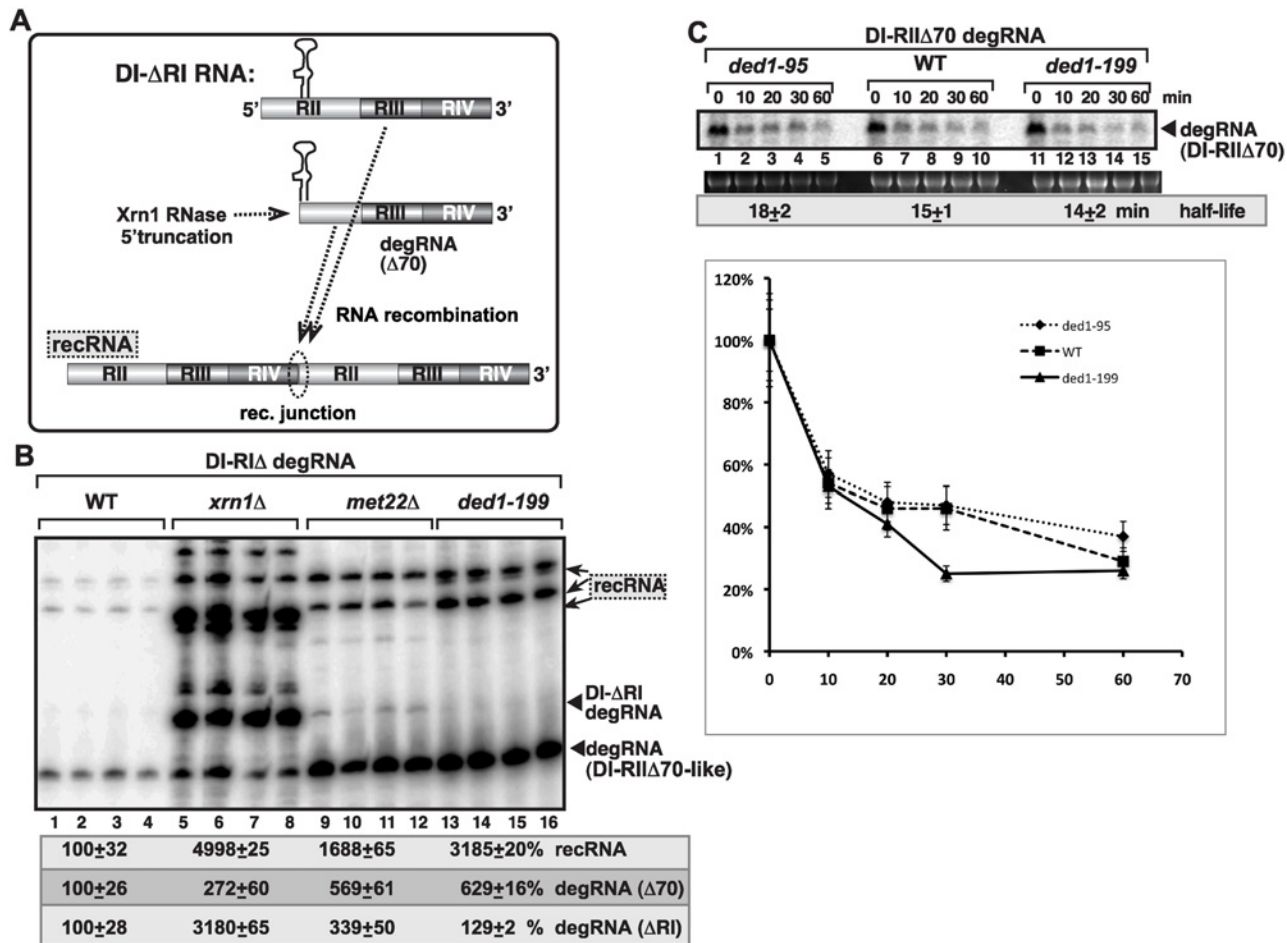 A
DI-ΔRI RNA:
5' RII RIII RIV 3'
Xrn1 RNase
5'truncation
RIII RIV 3'
degRNA
(Δ70)
RNA recombination
recRNA
RII RIII RIV RII RIII RIV 3'
rec. junction
B
DI-RIΔ degRNA
WT xrn1Δ met22Δ ded1-199
recRNA
DI-ΔRI
degRNA
degRNA
(DI-RIIΔ70-like)
1 2 3 4 5 6 7 8 9 10 11 12 13 14 15 16
100±32 4998±25 1688±65 3185±20% recRNA
100±26 272±60 569±61 629±16% degRNA (Δ70)
100±28 3180±65 339±50 129±2 % degRNA (ΔRI)
C
DI-RIIΔ70 degRNA
ded1-95 WT ded1-199
0 10 20 30 60 0 10 20 30 60 0 10 20 30 60 min
degRNA
(DI-RIIΔ70)
1 2 3 4 5 6 7 8 9 10 11 12 13 14 15
18±2 15±1 14±2 min half-life
120%
100%
80%
60%
40%
20%
0%
ded1-95
WT
ded1-199
0 10 20 30 40 50 60 70